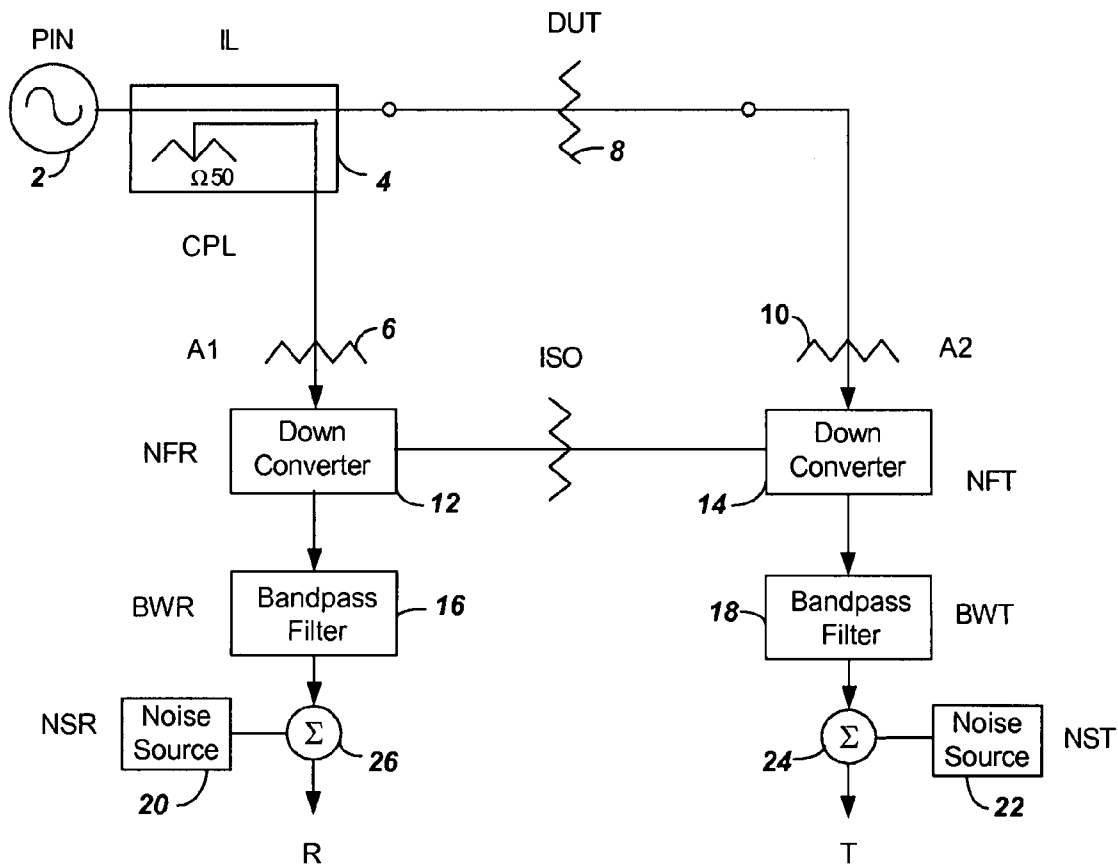 DUT
PIN
IL
8
2
Ω50
4
CPL
6
10
A1
A2
ISO
Down
Converter
Down
Converter
NFR
NFT
12
14
BWR
Bandpass
Filter
16
18
Bandpass
Filter
BWT
NSR
Noise
Source
Σ
Σ
Noise
Source
NST
26
24
20
22
R
T